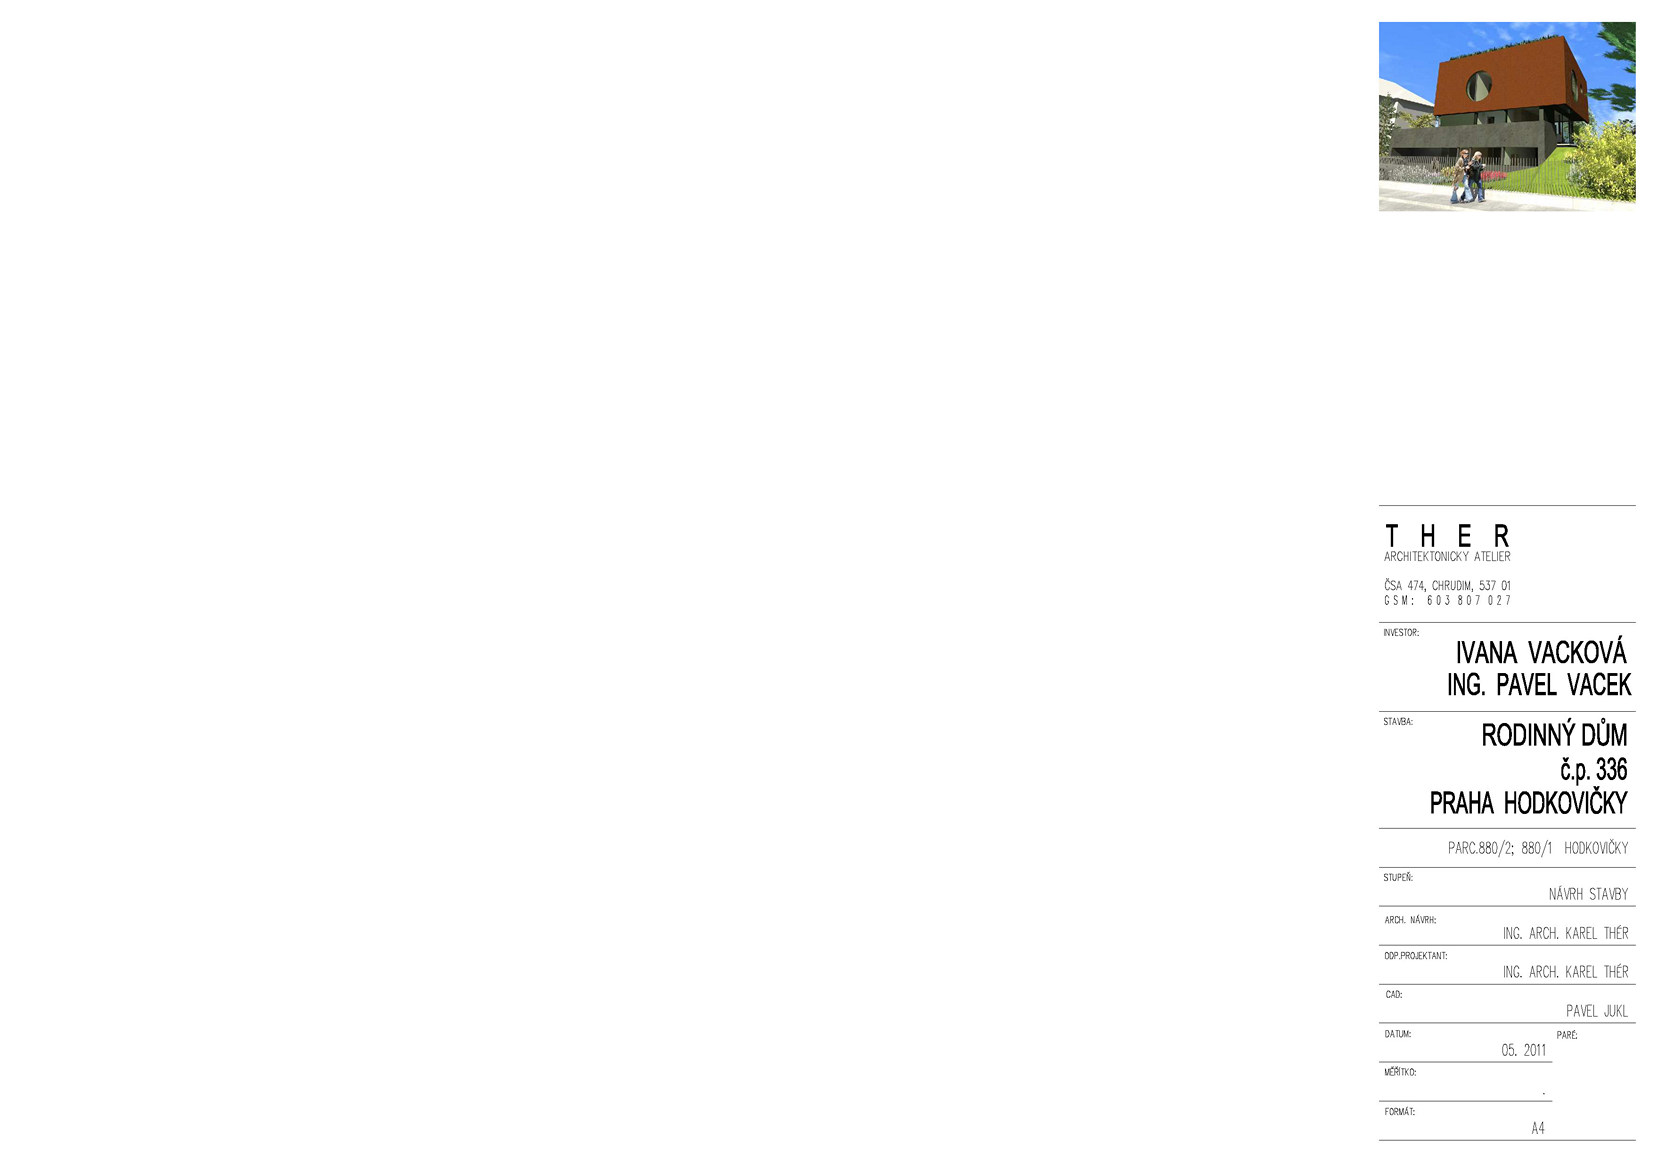 T H E R
ARCHITEKTONICKY ATELIER
ČSA 474, CHRUDIM, 537 01
GSM: 603 807 027
INVESTOR:
IVANA VACKOVÁ
ING. PAVEL VACEK
STAVBA:
RODINNÝ DŮM
č.p. 336
PRAHA HODKOVIČKY
PARC.880/2; 880/1 HODKOVIČKY
STUPEŇ:
NÁVRH STAVBY
ARCH. NÁVRH:
ING. ARCH. KAREL THÉR
ODP.PROJEKTANT:
ING. ARCH. KAREL THÉR
CAD:
PAVEL JUKL
DATUM:
05. 2011
PARÉ:
MĚŘÍTKO:
.
FORMÁT:
A4